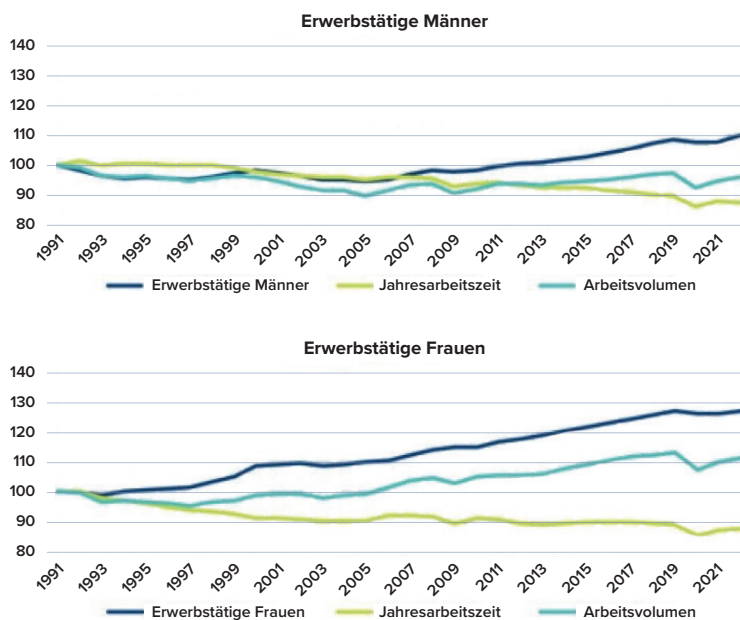 Erwerbstätige Männer
140
130
120
110
100
90
80
1991 1993 1995 1997 1999 2001 2003 2005 2007 2009 2011 2013 2015 2017 2019 2021
Erwerbstätige Männer Jahresarbeitszeit Arbeitsvolumen
Erwerbstätige Frauen
140
130
120
110
100
90
80
1991 1993 1995 1997 1999 2001 2003 2005 2007 2009 2011 2013 2015 2017 2019 2021
Erwerbstätige Frauen Jahresarbeitszeit Arbeitsvolumen